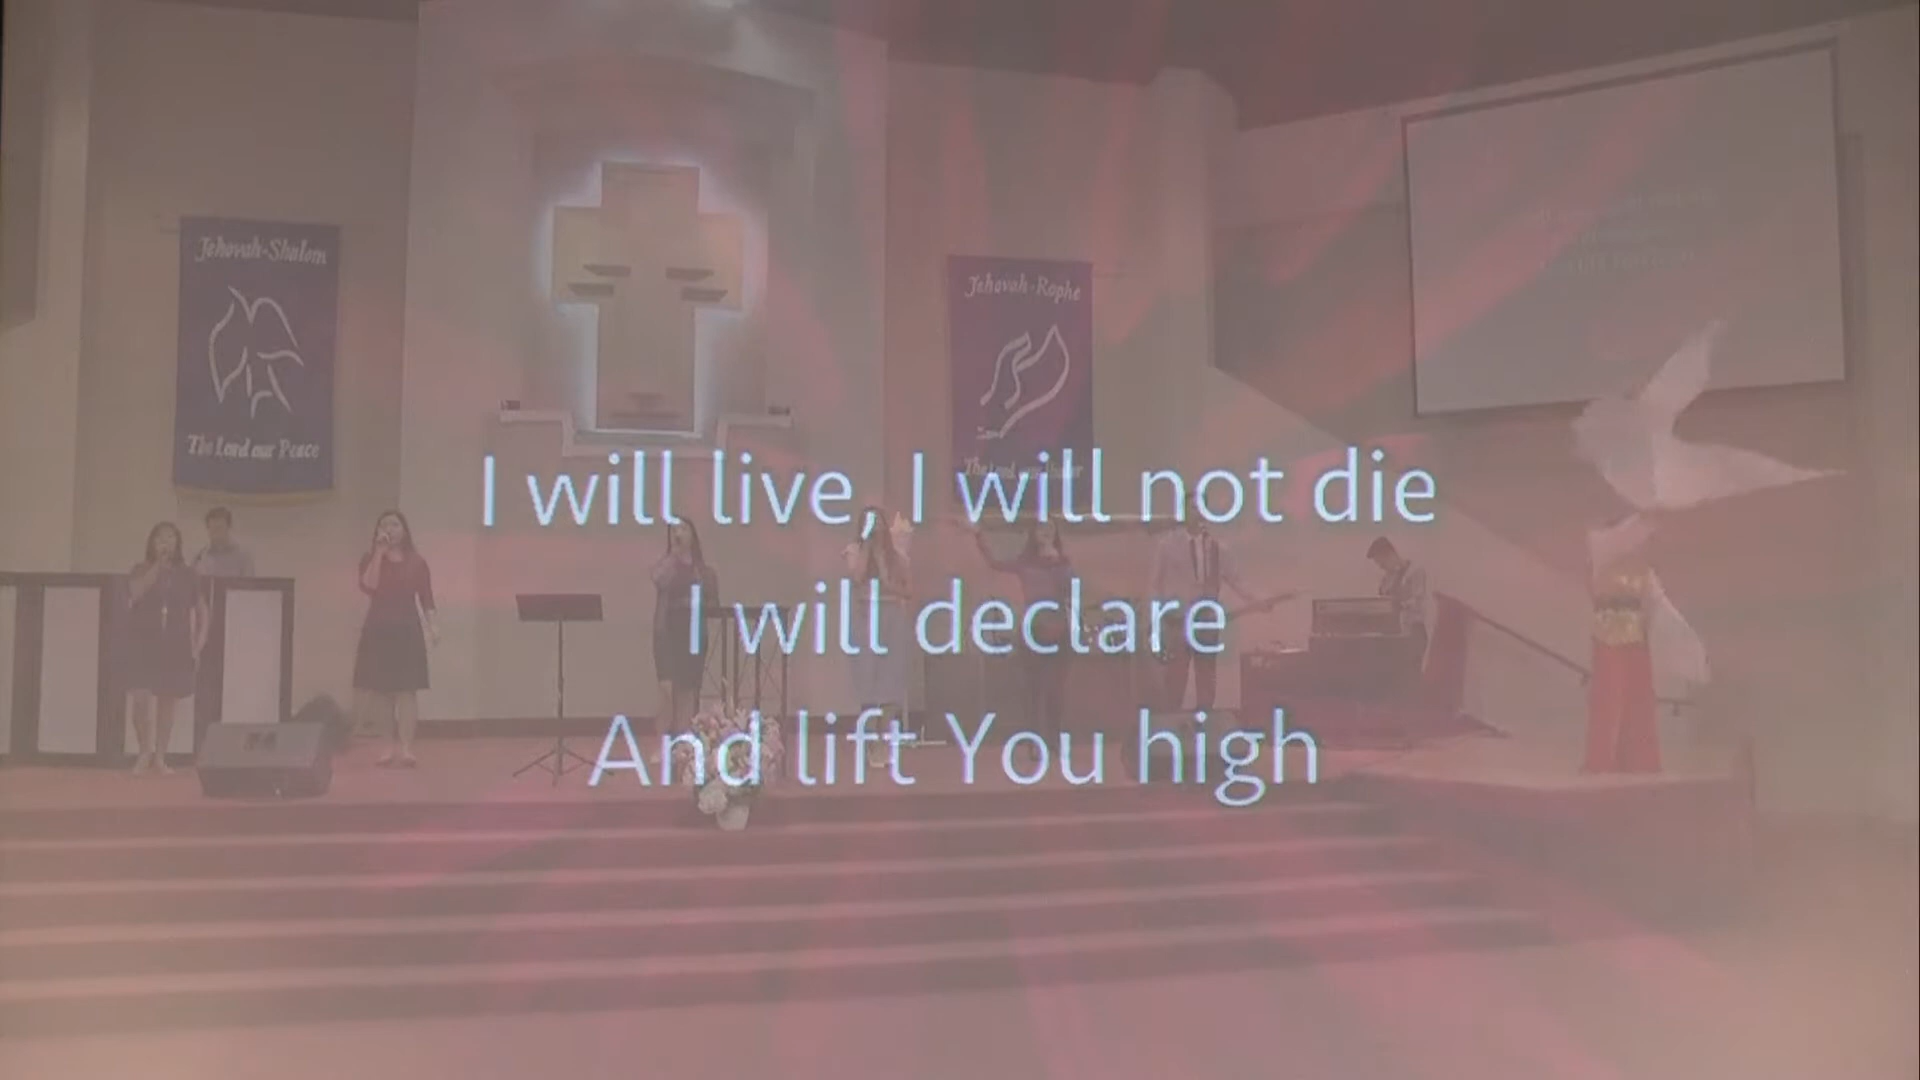 Jehovah-Shalom
The Lord our Peace
Jehovah-Rophe
I will live, I will not die
I will declare
And lift You high